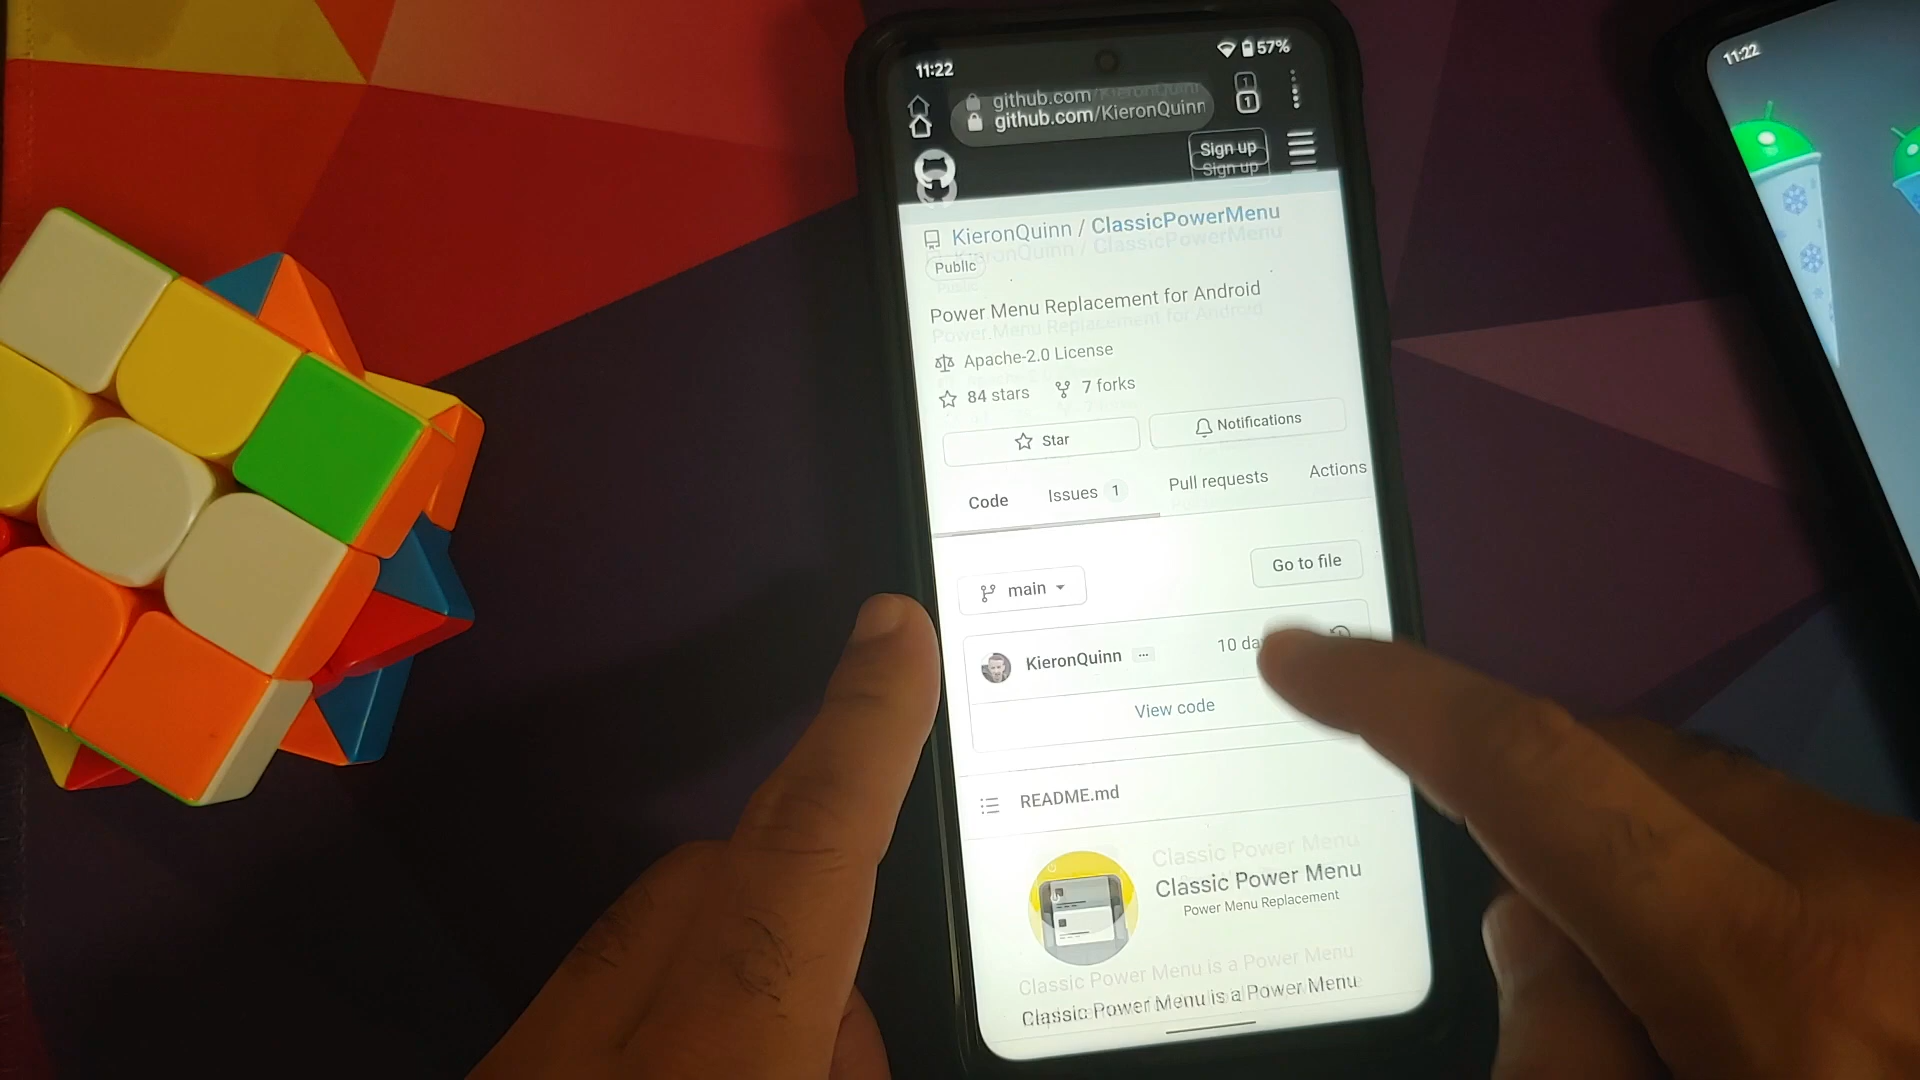 11:22
57%
github.com/KieronQuinn
github.com/KieronQuinn
1
1
Sign up
Sign up
KieronQuinn / ClassicPowerMenu
KieronQuinn / ClassicPowerMenu
Public
Public
Power Menu Replacement for Android
Power Menu Replacement for Android
Apache-2.0 License
84 stars
7 forks
Star
Notifications
Code
Issues 1
Pull requests
Actions
main
Go to file
KieronQuinn ...
10
View code
README.md
Classic Power Menu
Classic Power Menu
Power Menu Replacement
Classic Power Menu is a Power Menu
Classic Power Menu is a Power Menu
11:22